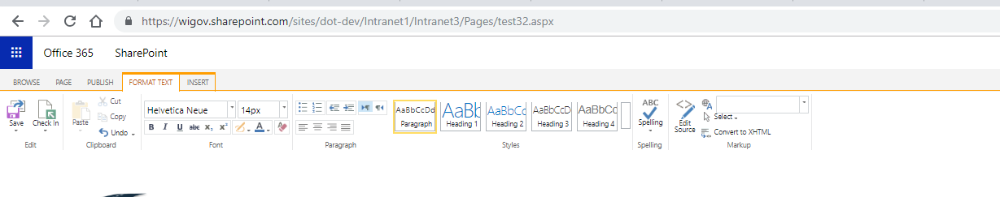 https://wigov.sharepoint.com/sites/dot-dev/Intranet1/Intranet3/Pages/test32.aspx
Office 365 SharePoint
BROWSE PAGE PUBLISH FORMAT TEXT INSERT
Save Check In Paste Cut Copy Undo
Helvetica Neue 14px
B I U abc x₂ x² A
AaBbCcDd AaBb AaBbCc AaBbCcD AaBbCc
Paragraph Heading 1 Heading 2 Heading 3 Heading 4
ABC Spelling
Edit Source Select Convert to XHTML
Edit Clipboard Font Paragraph Styles Spelling Markup